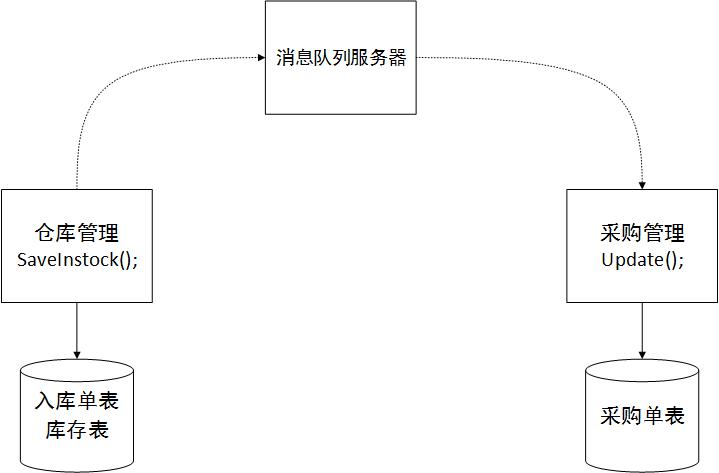 消息队列服务器
仓库管理
SaveInstock();
采购管理
Update();
入库单表
库存表
采购单表